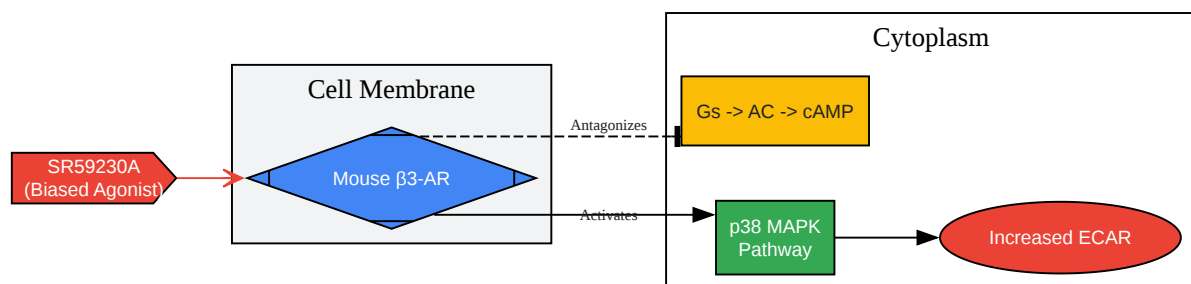 Cytoplasm
Cell Membrane
Gs -> AC -> cAMP
Antagonizes
SR59230A
(Biased Agonist)
Mouse β3-AR
Activates
p38 MAPK
Pathway
Increased ECAR